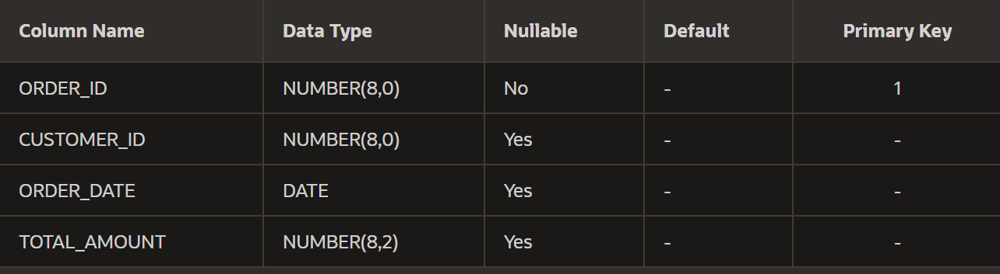 Column Name Data Type Nullable Default Primary Key
ORDER_ID NUMBER(8,0) No - 1
CUSTOMER_ID NUMBER(8,0) Yes - -
ORDER_DATE DATE Yes - -
TOTAL_AMOUNT NUMBER(8,2) Yes - -